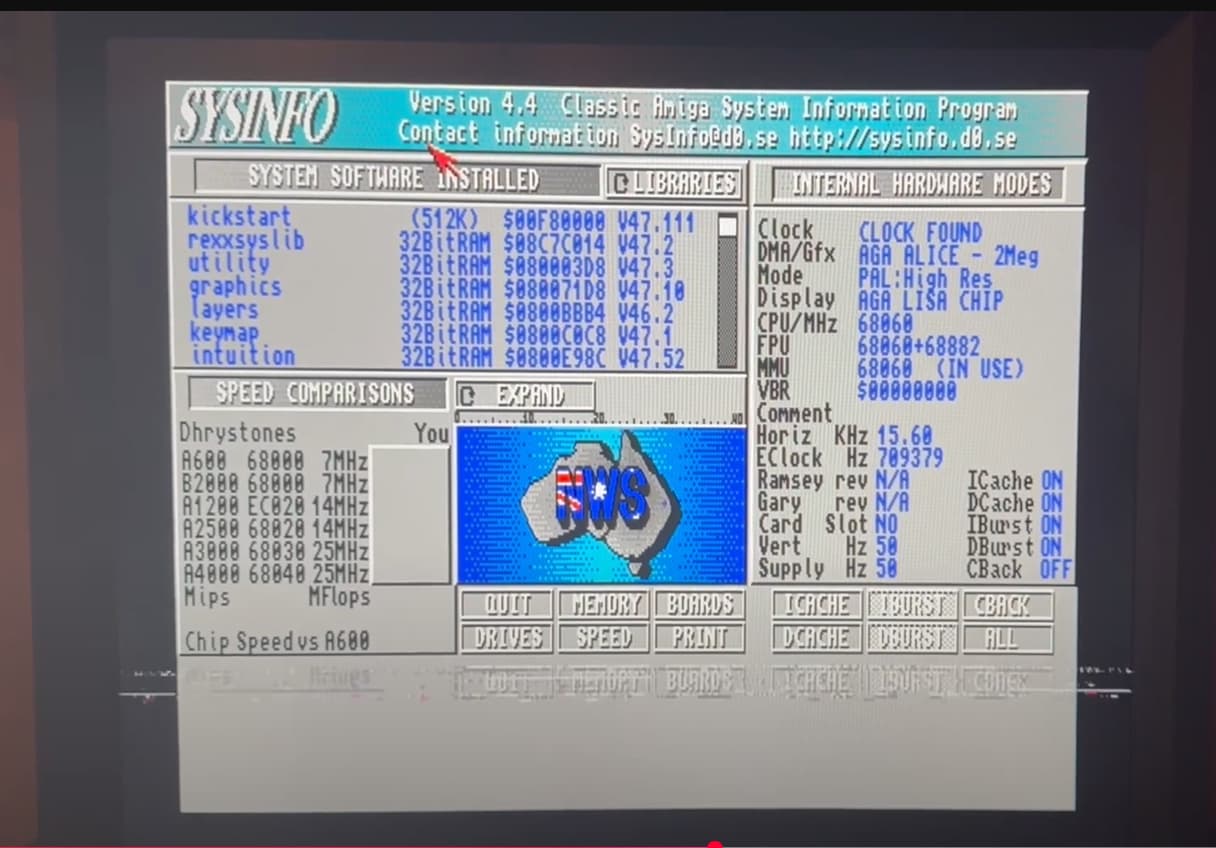 SYSINFO
Version 4.4 Classic Amiga System Information Program
Contact information SysInfo@d0.se http://sysinfo.d0.se
SYSTEM SOFTWARE INSTALLED
LIBRARIES
kickstart (512K) $00F80000 V47.111
rexxsyslib 32BitRAM $08C7C014 V47.2
utility 32BitRAM $080003D8 V47.3
graphics 32BitRAM $080071D8 V47.10
layers 32BitRAM $0800BBB4 V46.2
keymap 32BitRAM $0800C0C8 V47.1
intuition 32BitRAM $0800E98C V47.52
INTERNAL HARDWARE MODES
Clock CLOCK FOUND
DMA/Gfx AGA ALICE - 2Meg
Mode PAL:High Res
Display AGA LISA CHIP
CPU/MHz 68060
FPU 68060+68882
MMU 68060 (IN USE)
VBR $00000000
Comment
Horiz KHz 15.60
EClock Hz 709379
Ramsey rev N/A ICache ON
Gary rev N/A DCache ON
Card Slot NO IBurst ON
Vert Hz 50 DBurst ON
Supply Hz 50 CBack OFF
SPEED COMPARISONS
EXPAND
0 10 20 30 40
Dhrystones You
A600 68000 7MHz
B2000 68000 7MHz
A1200 EC020 14MHz
A2500 68020 14MHz
A3000 68030 25MHz
A4000 68040 25MHz
Mips MFlops
Chip Speed vs A600
NWS
QUIT MEMORY BOARDS
DRIVES SPEED PRINT
ICACHE IBURST CBACK
DCACHE DBURST ALL